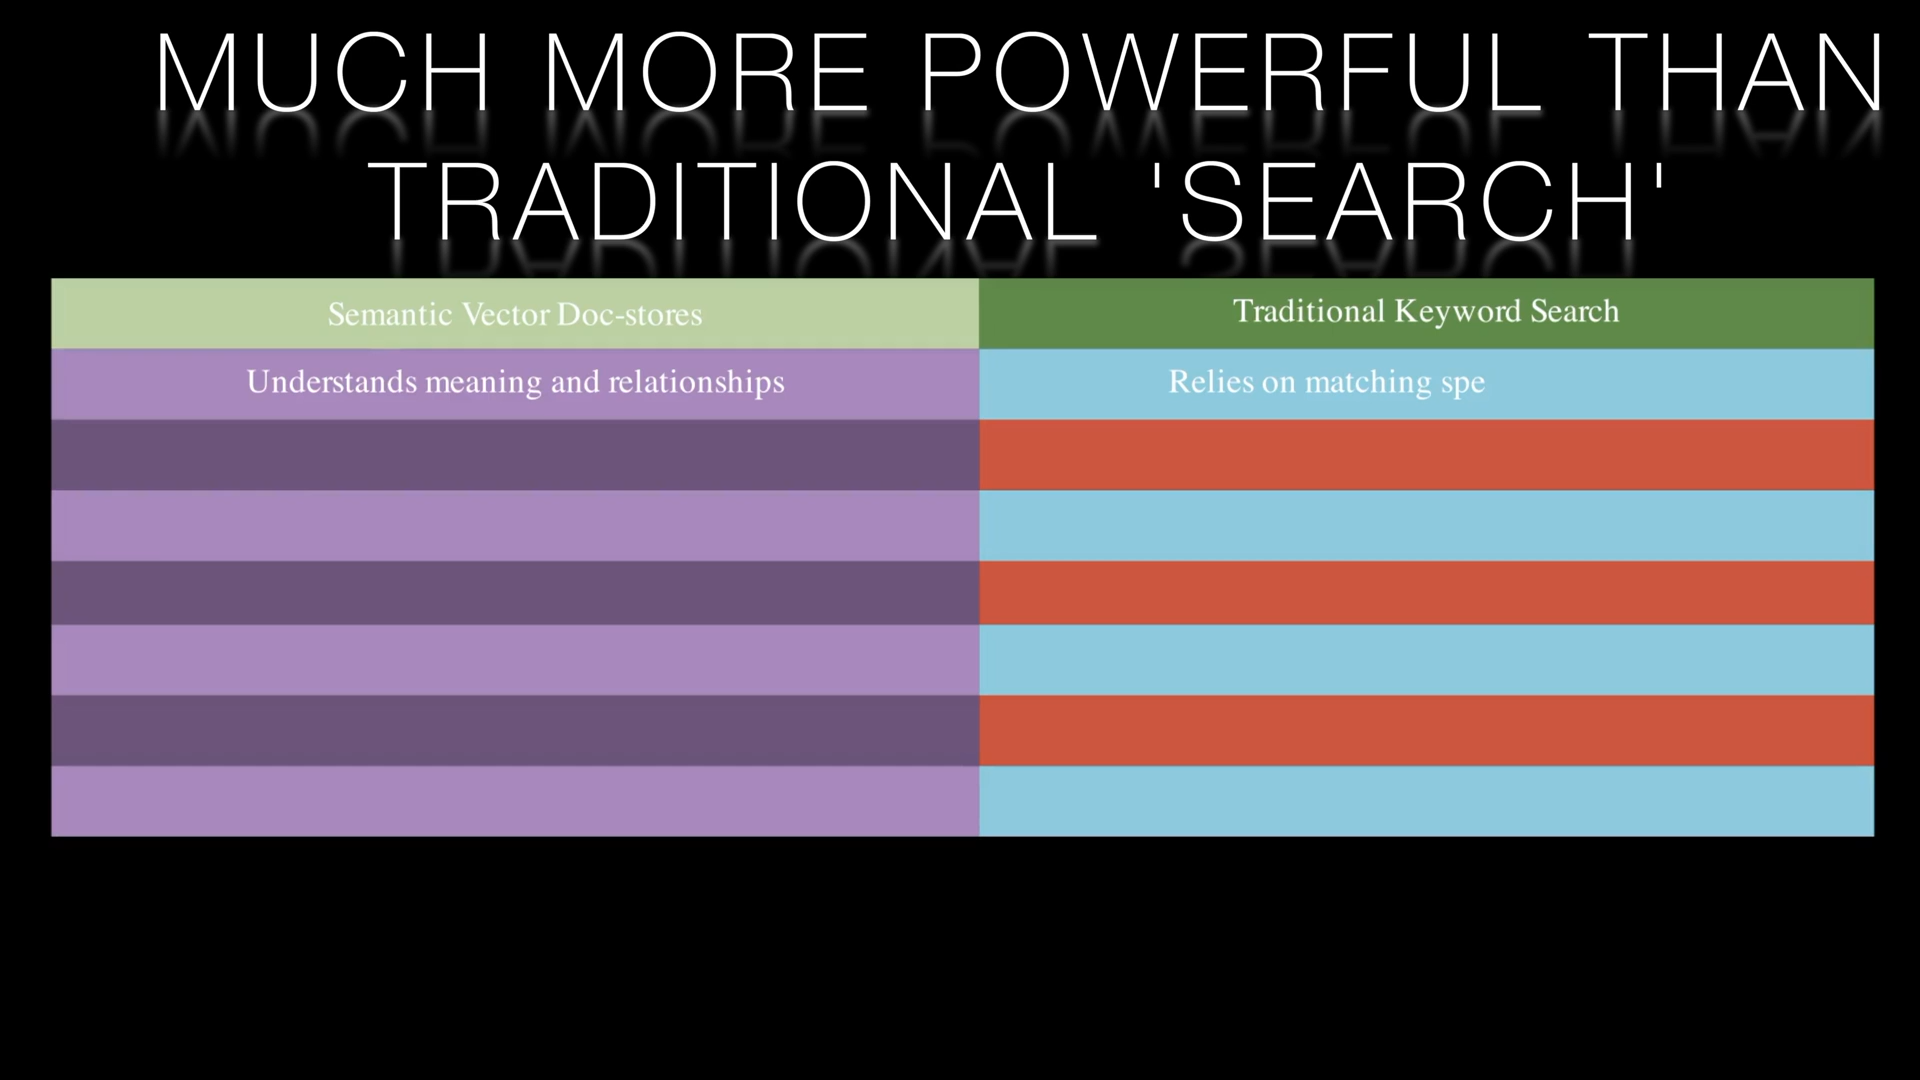 MUCH MORE POWERFUL THAN
TRADITIONAL 'SEARCH'
Semantic Vector Doc-stores
Traditional Keyword Search
Understands meaning and relationships
Relies on matching spe